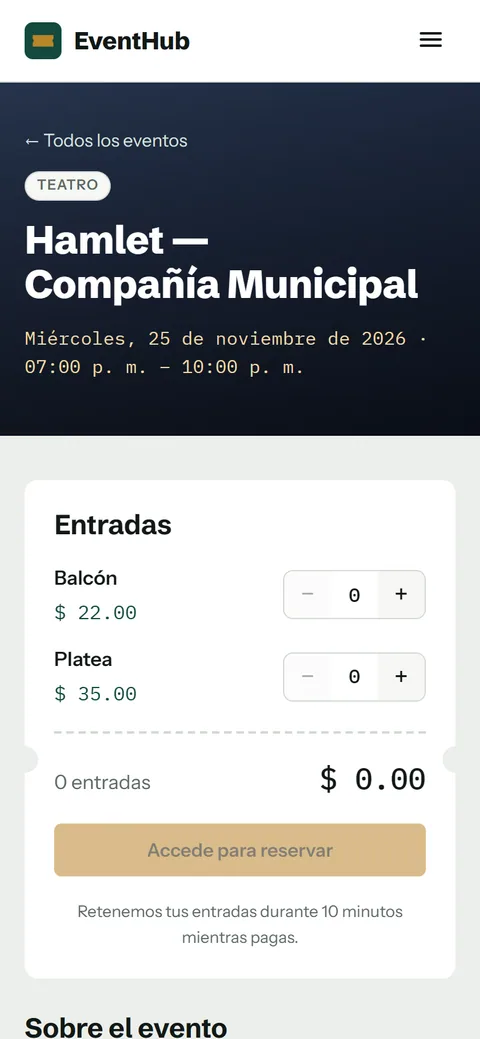 EventHub
← Todos los eventos
TEATRO
Hamlet —
Compañía Municipal
Miércoles, 25 de noviembre de 2026 ·
07:00 p. m. – 10:00 p. m.
Entradas
Balcón
$ 22.00
− 0 +
Platea
$ 35.00
− 0 +
0 entradas
$ 0.00
Accede para reservar
Retenemos tus entradas durante 10 minutos
mientras pagas.
Sobre el evento